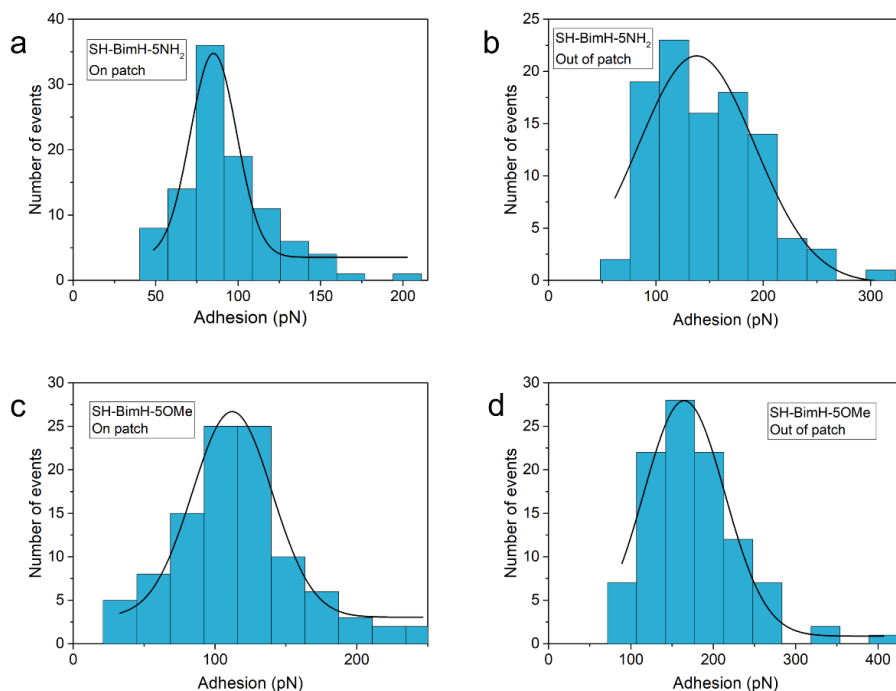 a
SH-BimH-5NH₂
On patch
Number of events
40
30
20
10
0
50
100
150
200
Adhesion (pN)
b
SH-BimH-5NH₂
Out of patch
Number of events
25
20
15
10
5
0
0
100
200
300
Adhesion (pN)
c
SH-BimH-5OMe
On patch
Number of events
30
25
20
15
10
5
0
100
200
Adhesion (pN)
d
SH-BimH-5OMe
Out of patch
Number of events
30
25
20
15
10
5
0
100
200
300
400
Adhesion (pN)